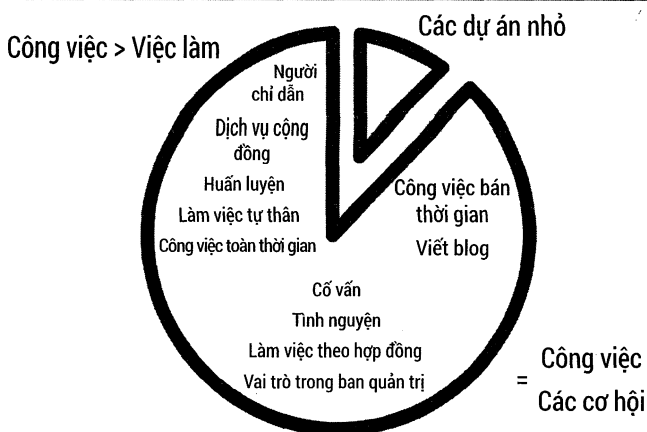 Các dự án nhỏ
Công việc > Việc làm
Người
chỉ dẫn
Dịch vụ cộng
đồng
Huấn luyện
Làm việc tự thân
Công việc toàn thời gian
Công việc bán
thời gian
Viết blog
Cố vấn
Tình nguyện
Làm việc theo hợp đồng
Vai trò trong ban quản trị
= Công việc
Các cơ hội